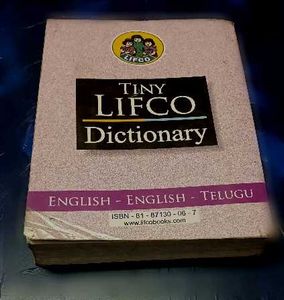 LIFCO
TINY
LIFCO
Dictionary
ENGLISH - ENGLISH - TELUGU
ISBN - 81 - 87130 - 06 - 7
www.lifcobooks.com